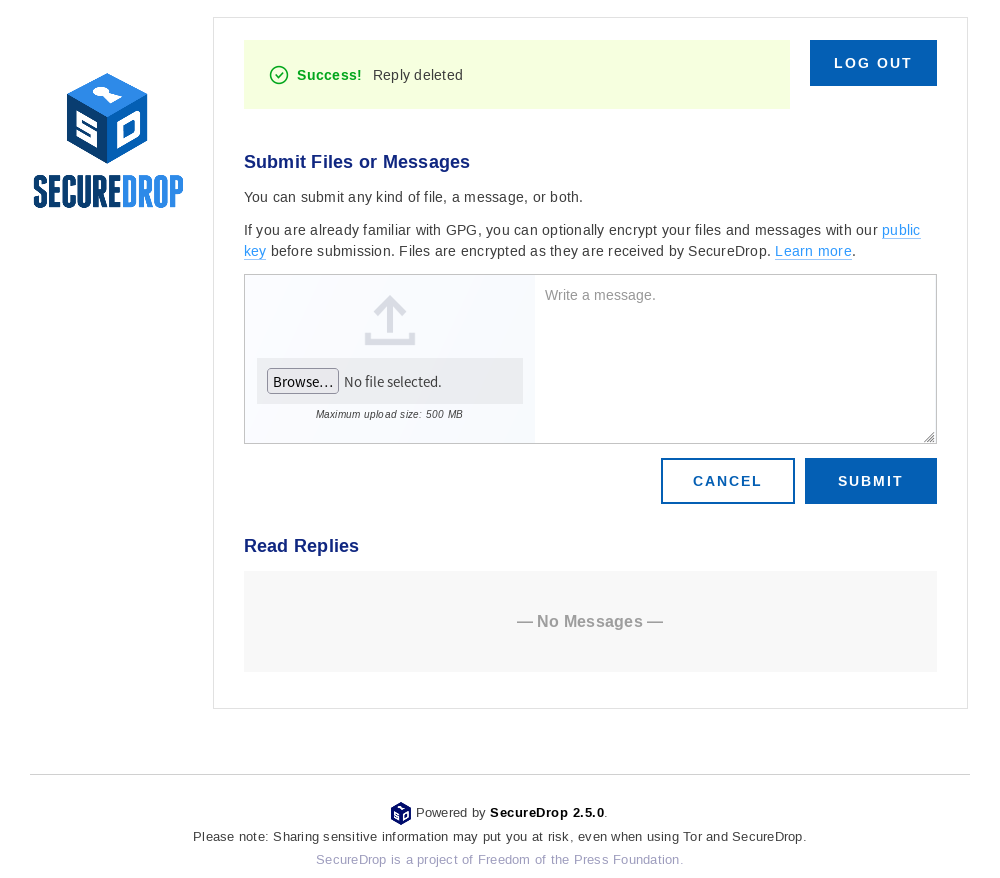 Success! Reply deleted
LOG OUT
SD
SECUREDROP
Submit Files or Messages
You can submit any kind of file, a message, or both.
If you are already familiar with GPG, you can optionally encrypt your files and messages with our public
key before submission. Files are encrypted as they are received by SecureDrop. Learn more.
Browse… No file selected.
Maximum upload size: 500 MB
Write a message.
CANCEL
SUBMIT
Read Replies
— No Messages —
SD Powered by SecureDrop 2.5.0.
Please note: Sharing sensitive information may put you at risk, even when using Tor and SecureDrop.
SecureDrop is a project of Freedom of the Press Foundation.